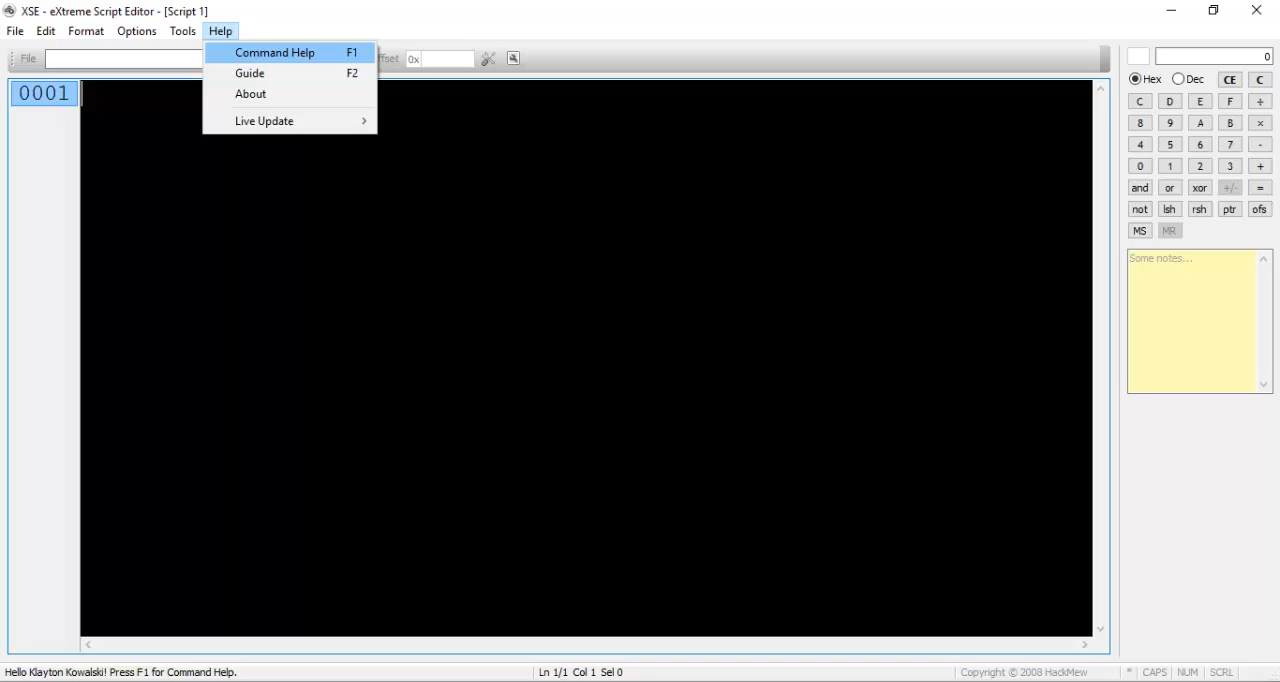 XSE - eXtreme Script Editor - [Script 1]
File Edit Format Options Tools Help
File ffset 0x
Command Help F1
Guide F2
About
Live Update
0001
0
Hex Dec CE C
C D E F ÷
8 9 A B ×
4 5 6 7 -
0 1 2 3 +
and or xor +/- =
not lsh rsh ptr ofs
MS MR
Some notes...
Hello Klayton Kowalski! Press F1 for Command Help. Ln 1/1 Col 1 Sel 0 Copyright © 2008 HackMew * CAPS NUM SCRL